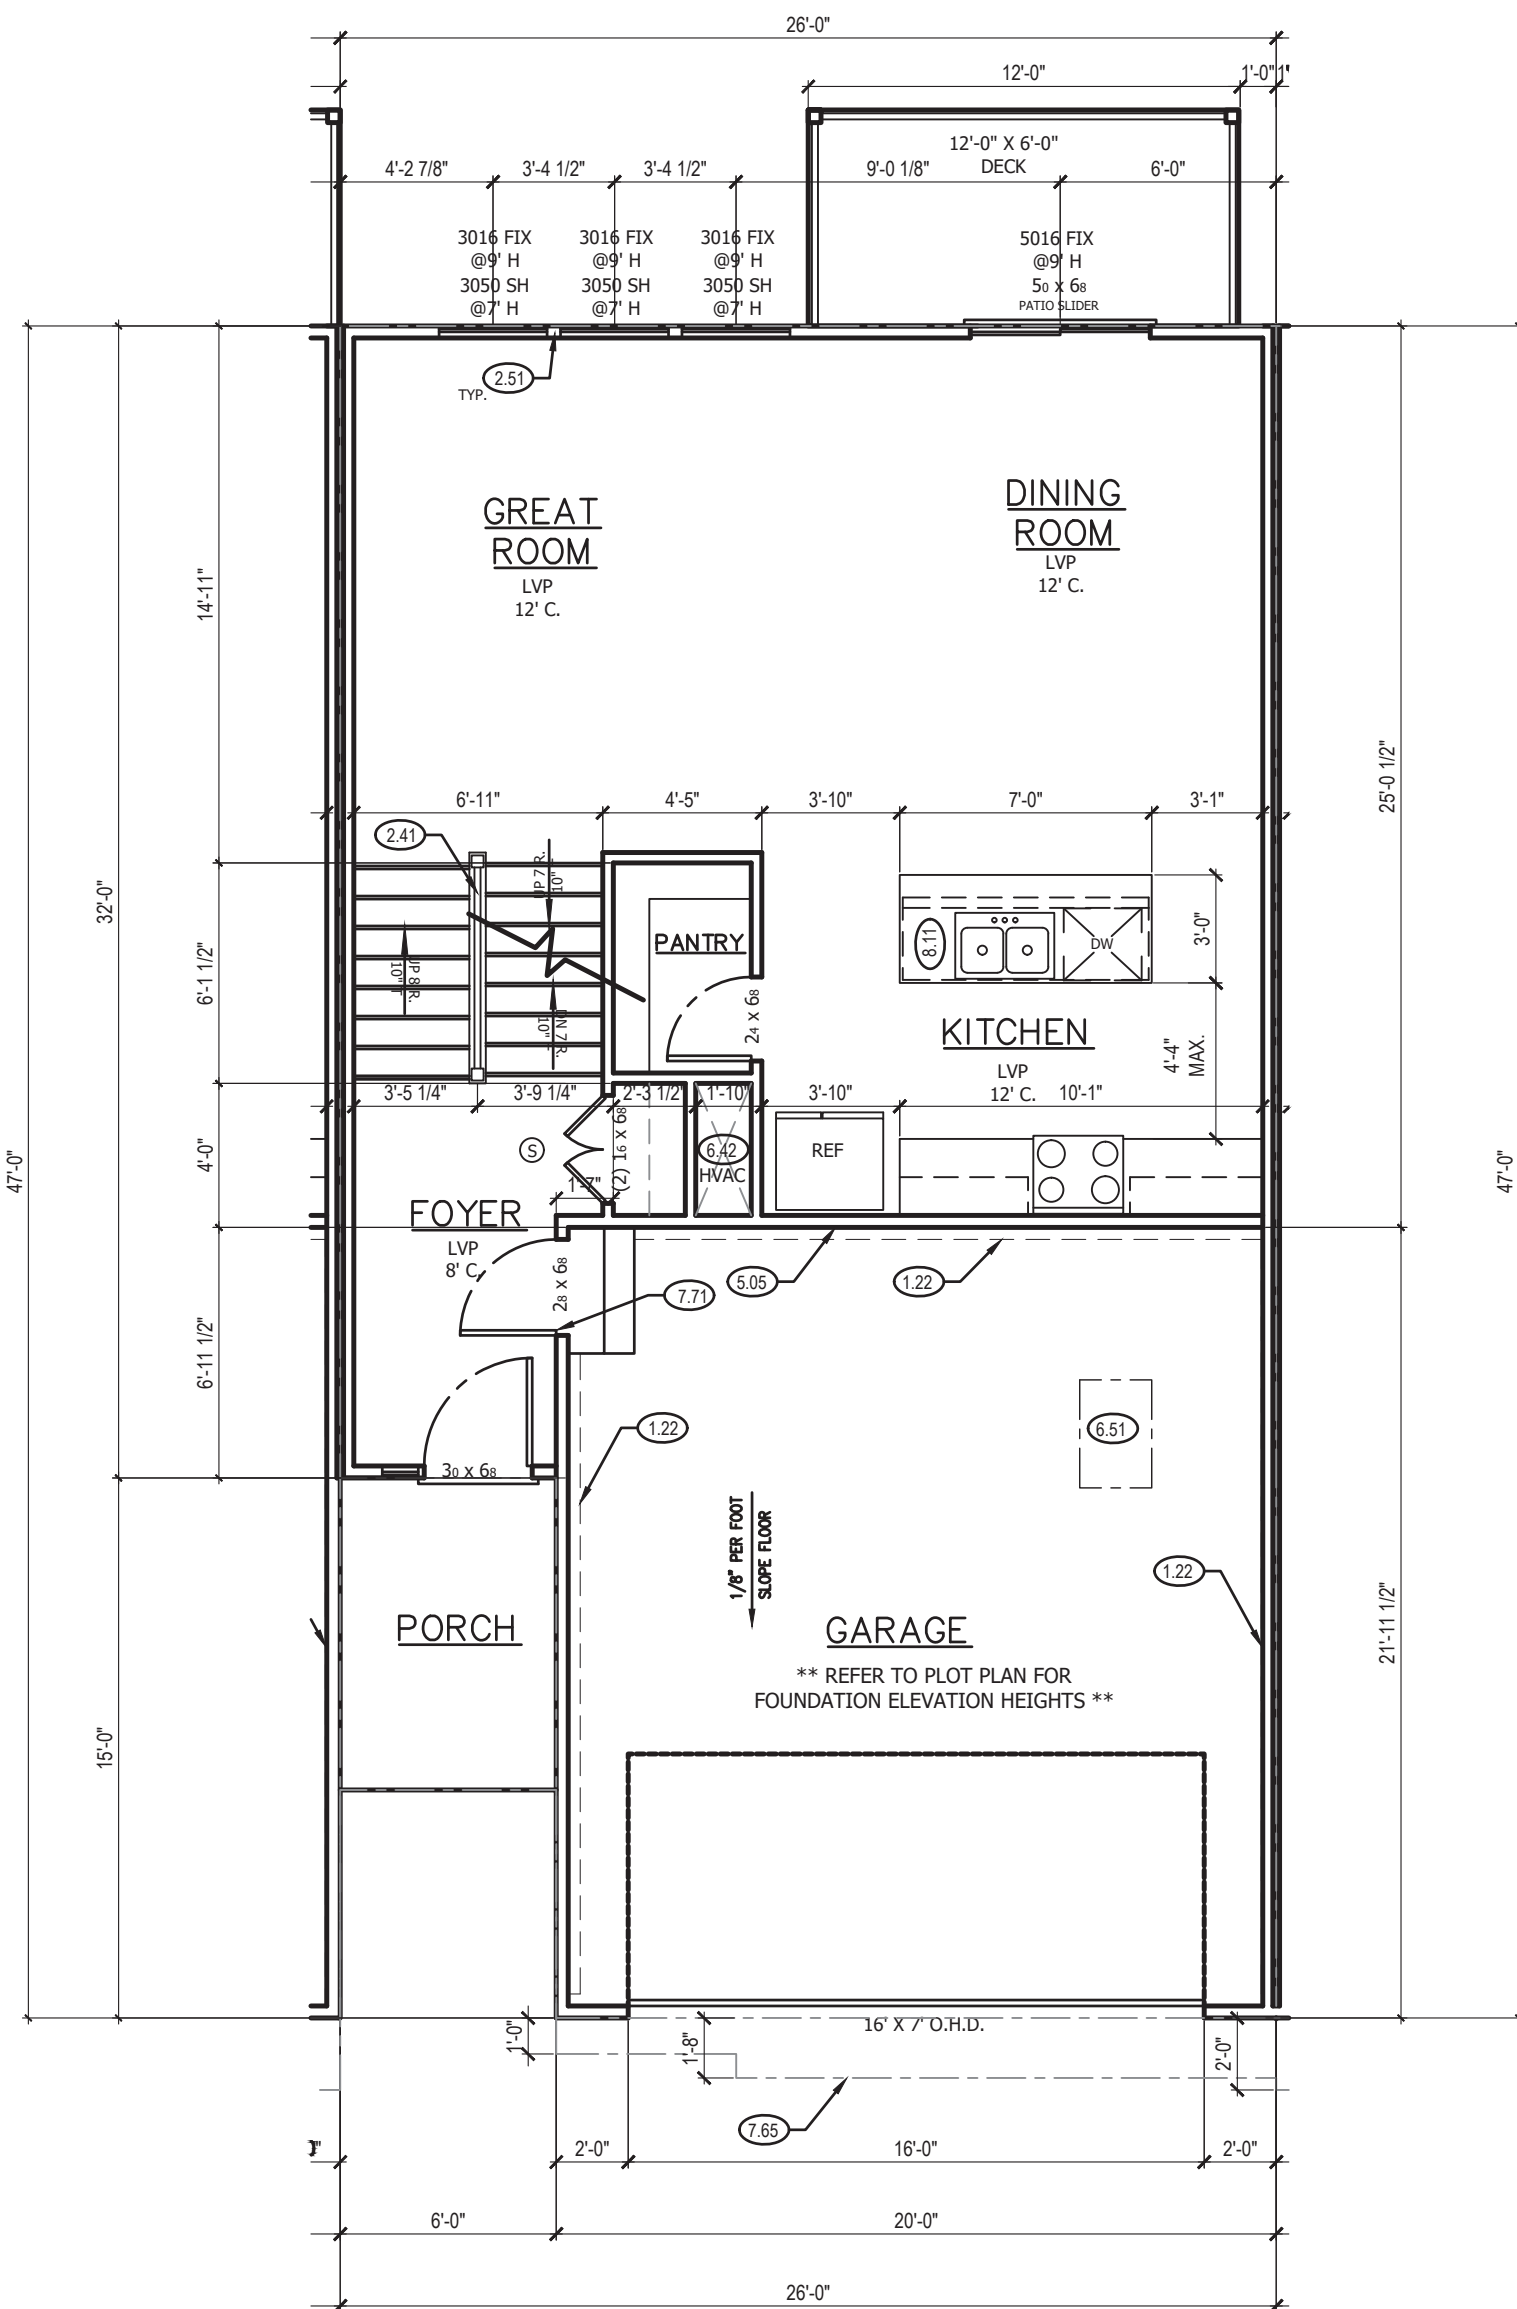 26'-0"
12'-0"
1'-0"
12'-0" X 6'-0"
DECK
4'-2 7/8"
3'-4 1/2"
3'-4 1/2"
9'-0 1/8"
6'-0"
3016 FIX
@9' H
3050 SH
@7' H
3016 FIX
@9' H
3050 SH
@7' H
3016 FIX
@9' H
3050 SH
@7' H
5016 FIX
@9' H
50 x 68
PATIO SLIDER
2.51
TYP.
GREAT
ROOM
LVP
12' C.
DINING
ROOM
LVP
12' C.
14'-11"
32'-0"
47'-0"
25'-0 1/2"
47'-0"
6'-11"
4'-5"
3'-10"
7'-0"
3'-1"
2.41
UP 7 R.
10"
UP 8 R.
10" T
DN 7 R.
10"
PANTRY
24 x 68
8.11
DW
3'-0"
6'-1 1/2"
KITCHEN
LVP
12' C.
4'-4"
MAX.
3'-5 1/4"
3'-9 1/4"
2'-3 1/2"
1'-10"
3'-10"
10'-1"
S
(2) 16 x 68
6.42
HVAC
REF
4'-0"
1'-7"
FOYER
LVP
8' C.
28 x 68
7.71
5.05
1.22
6'-11 1/2"
1.22
6.51
30 x 68
1/8" PER FOOT
SLOPE FLOOR
1.22
PORCH
GARAGE
** REFER TO PLOT PLAN FOR
FOUNDATION ELEVATION HEIGHTS **
15'-0"
21'-11 1/2"
16' X 7' O.H.D.
1'-0"
1'-8"
2'-0"
7.65
2'-0"
16'-0"
2'-0"
6'-0"
20'-0"
26'-0"